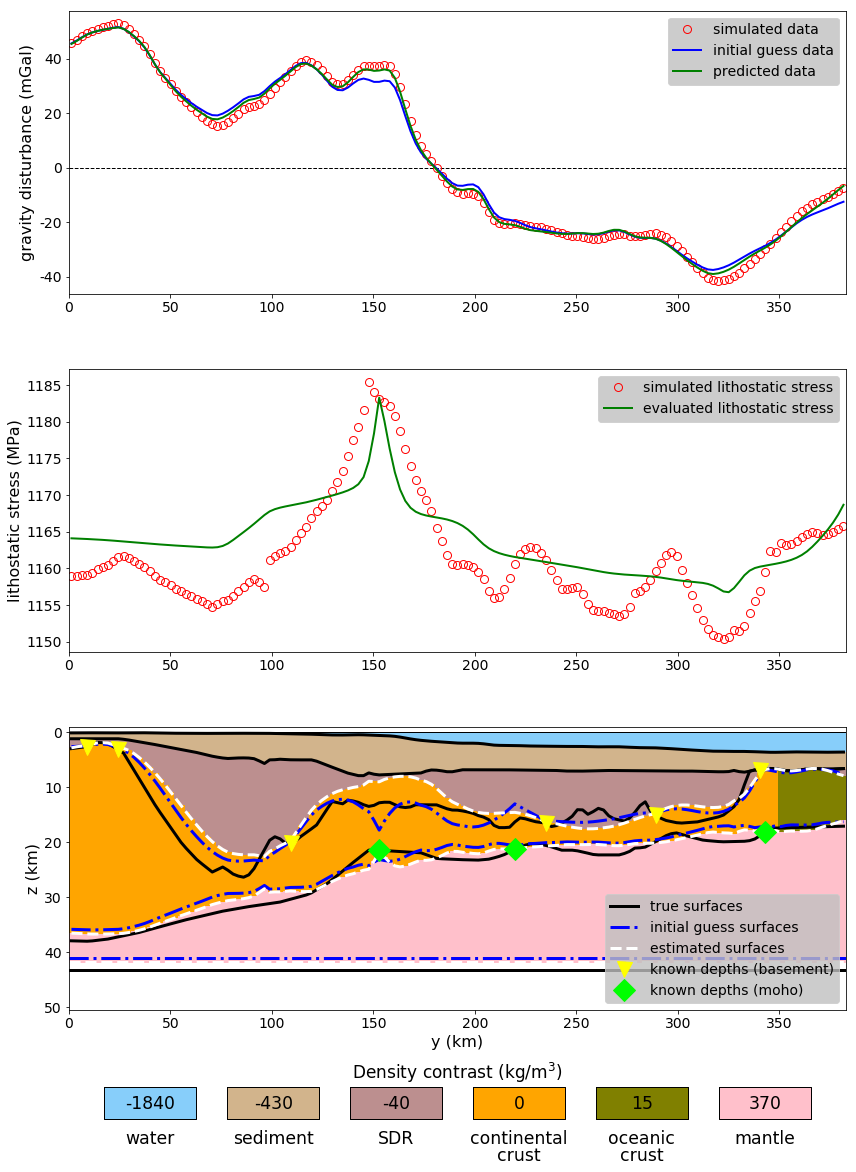 gravity disturbance (mGal)
40
20
0
-20
-40
simulated data
initial guess data
predicted data
0 50 100 150 200 250 300 350
lithostatic stress (MPa)
1185
1180
1175
1170
1165
1160
1155
1150
simulated lithostatic stress
evaluated lithostatic stress
0 50 100 150 200 250 300 350
z (km)
0
10
20
30
40
50
true surfaces
initial guess surfaces
estimated surfaces
known depths (basement)
known depths (moho)
0 50 100 150 200 250 300 350
y (km)
Density contrast (kg/m³)
-1840 -430 -40 0 15 370
water sediment SDR continental oceanic mantle
crust crust